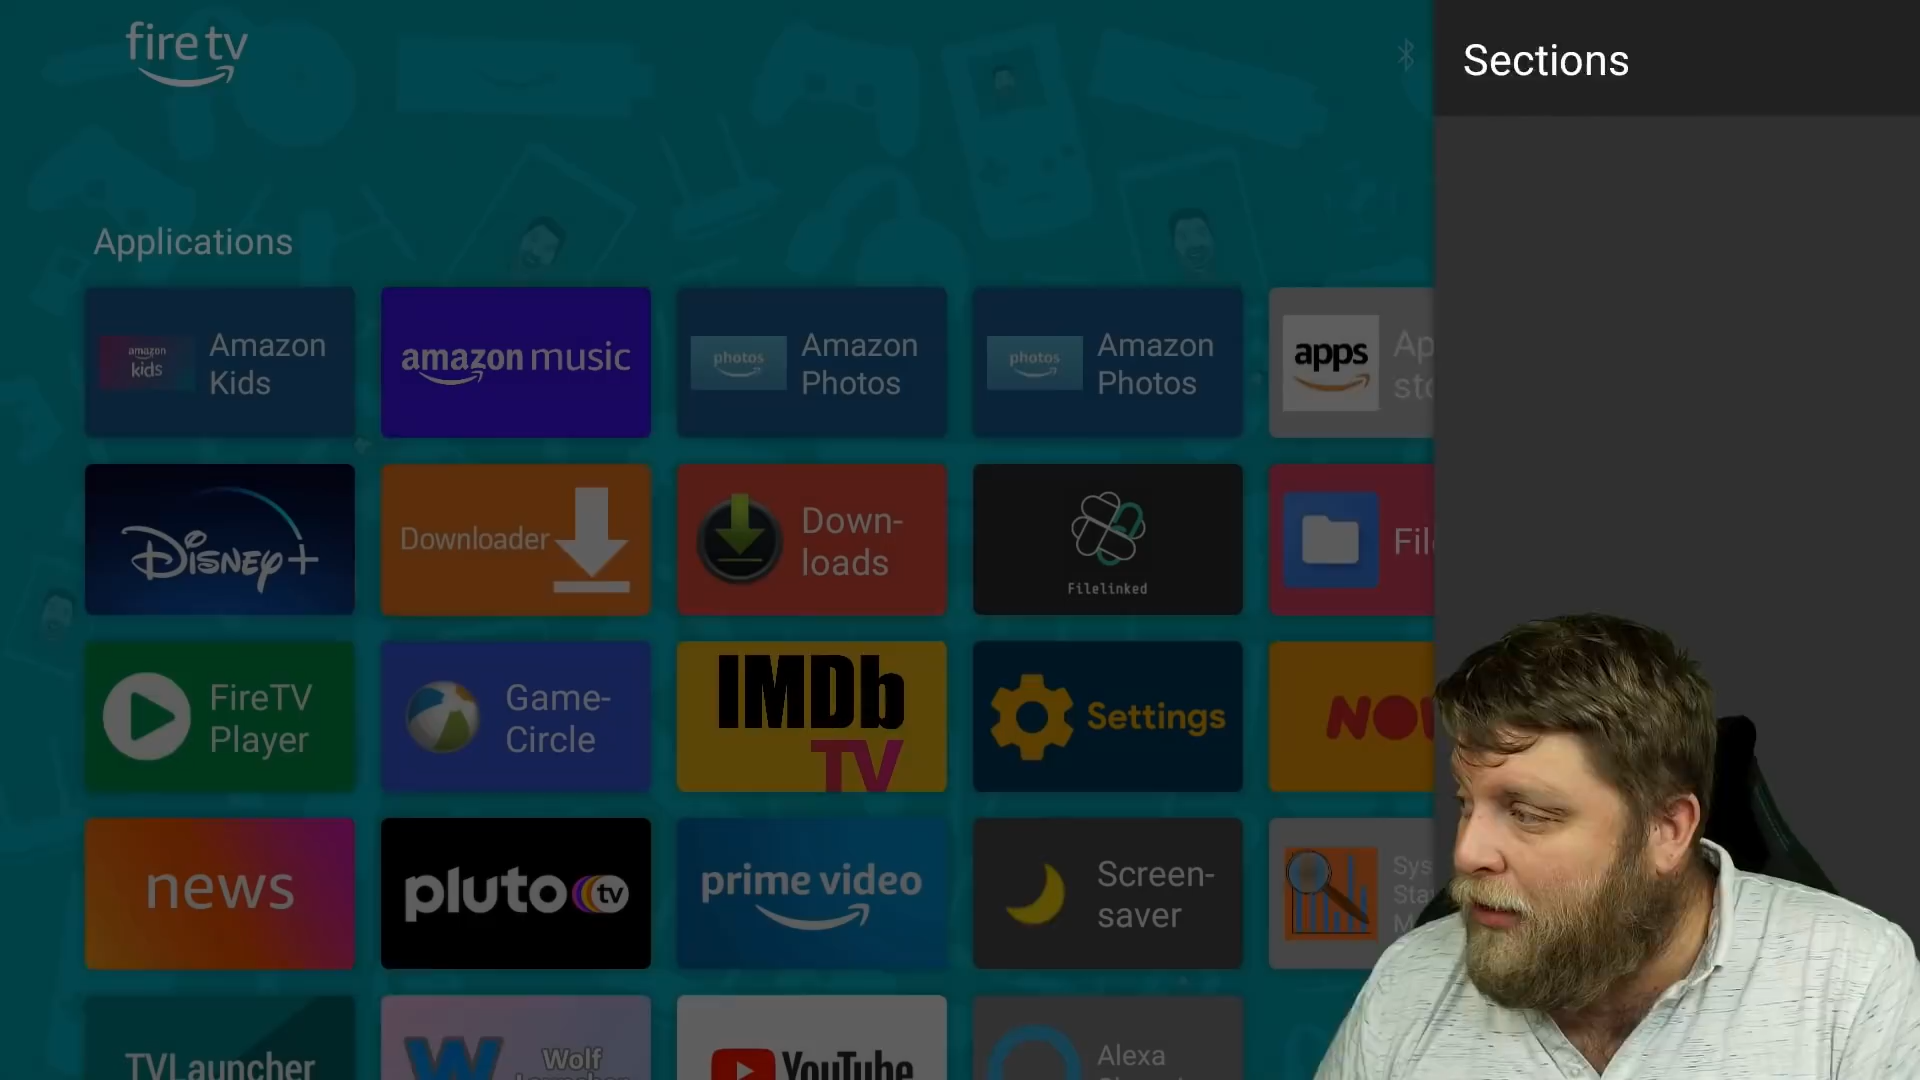 fire tv
Sections
Applications
amazon
kids
Amazon
Kids
amazon music
photos
Amazon
Photos
photos
Amazon
Photos
apps
Disney+
Downloader
Down-
loads
Filelinked
FireTV
Player
Game-
Circle
IMDb
TV
Settings
news
pluto tv
prime video
Screen-
saver
TVLauncher
Wolf
YouTube
Alexa